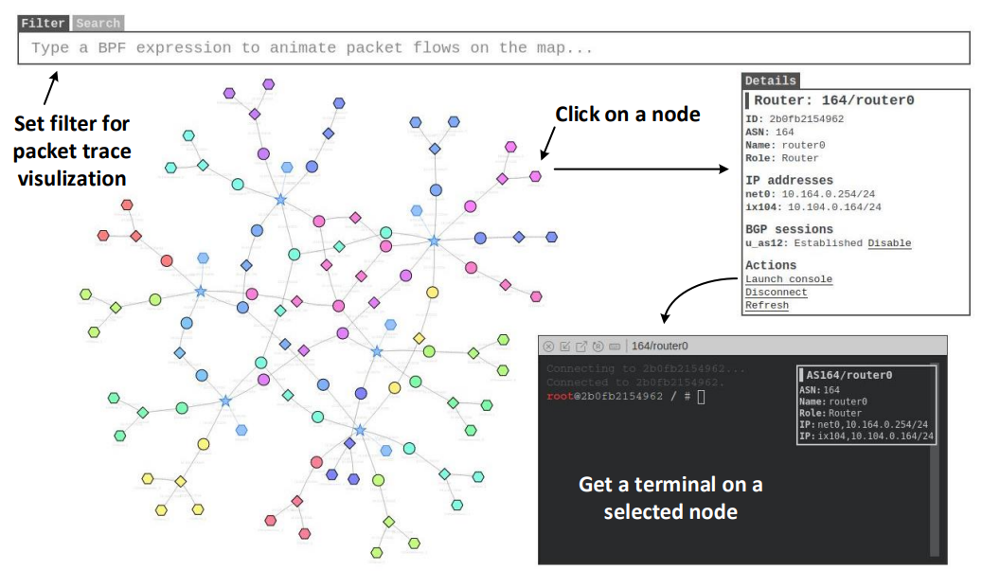 Filter Search
Type a BPF expression to animate packet flows on the map...
Set filter for
packet trace
visulization
Click on a node
Details
Router: 164/router0
ID: 2b0fb2154962
ASN: 164
Name: router0
Role: Router
IP addresses
net0: 10.164.0.254/24
ix104: 10.104.0.164/24
BGP sessions
u_as12: Established Disable
Actions
Launch console
Disconnect
Refresh
164/router0
Connecting to 2b0fb2154962...
Connected to 2b0fb2154962.
root@2b0fb2154962 / #
AS164/router0
ASN: 164
Name: router0
Role: Router
IP: net0,10.164.0.254/24
IP: ix104,10.104.0.164/24
Get a terminal on a
selected node